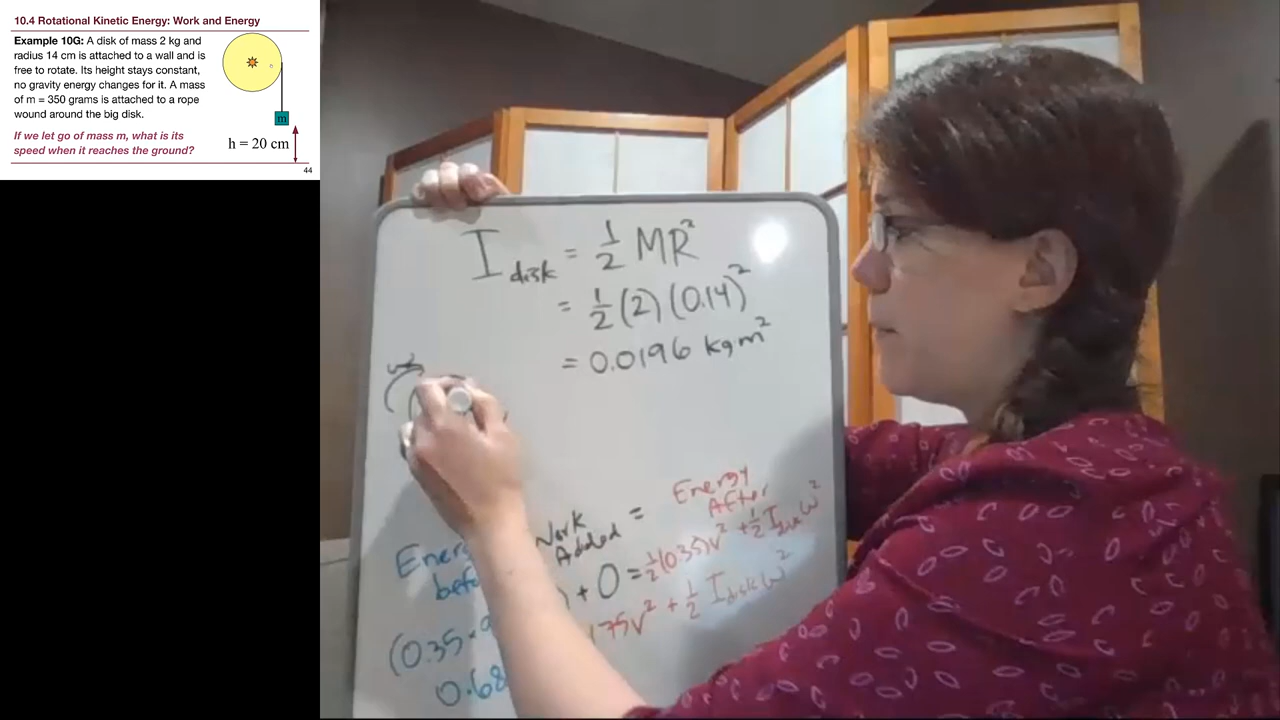 10.4 Rotational Kinetic Energy: Work and Energy
Example 10G: A disk of mass 2 kg and
radius 14 cm is attached to a wall and is
free to rotate. Its height stays constant,
no gravity energy changes for it. A mass
of m = 350 grams is attached to a rope
wound around the big disk.
If we let go of mass m, what is its
speed when it reaches the ground?
m
h = 20 cm
44
I disk = 1/2 MR²
= 1/2 (2) (0.14)²
= 0.0196 kg m²
Work
Added =
Energy
After
+ 0 = 1/2 (0.35) v² + 1/2 I disk ω²
75v² + 1/2 I disk ω²
(0.35
0.68